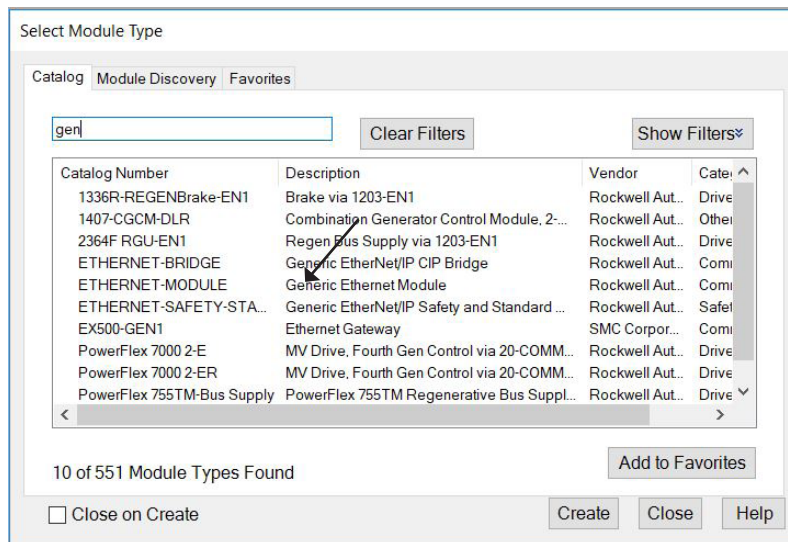 Select Module Type
Catalog Module Discovery Favorites
gen Clear Filters Show Filters
Catalog Number Description Vendor Cate
1336R-REGENBrake-EN1 Brake via 1203-EN1 Rockwell Aut... Drive
1407-CGCM-DLR Combination Generator Control Module, 2-... Rockwell Aut... Other
2364F RGU-EN1 Regen Bus Supply via 1203-EN1 Rockwell Aut... Drive
ETHERNET-BRIDGE Generic EtherNet/IP CIP Bridge Rockwell Aut... Com
ETHERNET-MODULE Generic Ethernet Module Rockwell Aut... Com
ETHERNET-SAFETY-STA... Generic EtherNet/IP Safety and Standard ... Rockwell Aut... Safet
EX500-GEN1 Ethernet Gateway SMC Corpor... Com
PowerFlex 7000 2-E MV Drive, Fourth Gen Control via 20-COMM... Rockwell Aut... Drive
PowerFlex 7000 2-ER MV Drive, Fourth Gen Control via 20-COMM... Rockwell Aut... Drive
PowerFlex 755TM-Bus Supply PowerFlex 755TM Regenerative Bus Suppl... Rockwell Aut... Drive
10 of 551 Module Types Found Add to Favorites
Close on Create Create Close Help